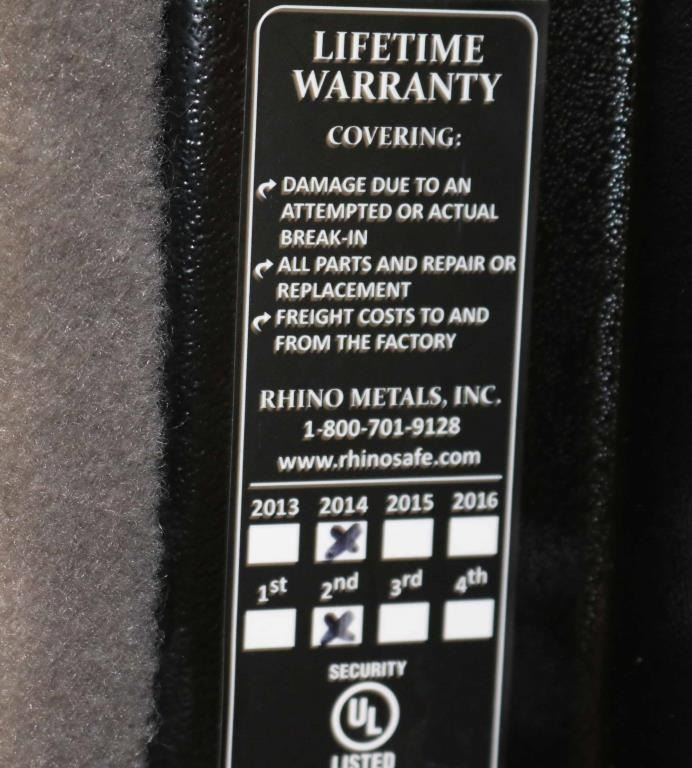 LIFETIME
WARRANTY
COVERING:
DAMAGE DUE TO AN
ATTEMPTED OR ACTUAL
BREAK-IN
ALL PARTS AND REPAIR OR
REPLACEMENT
FREIGHT COSTS TO AND
FROM THE FACTORY
RHINO METALS, INC.
1-800-701-9128
www.rhinosafe.com
2013 2014 2015 2016
X
1st 2nd 3rd 4th
X
SECURITY
UL
LISTED